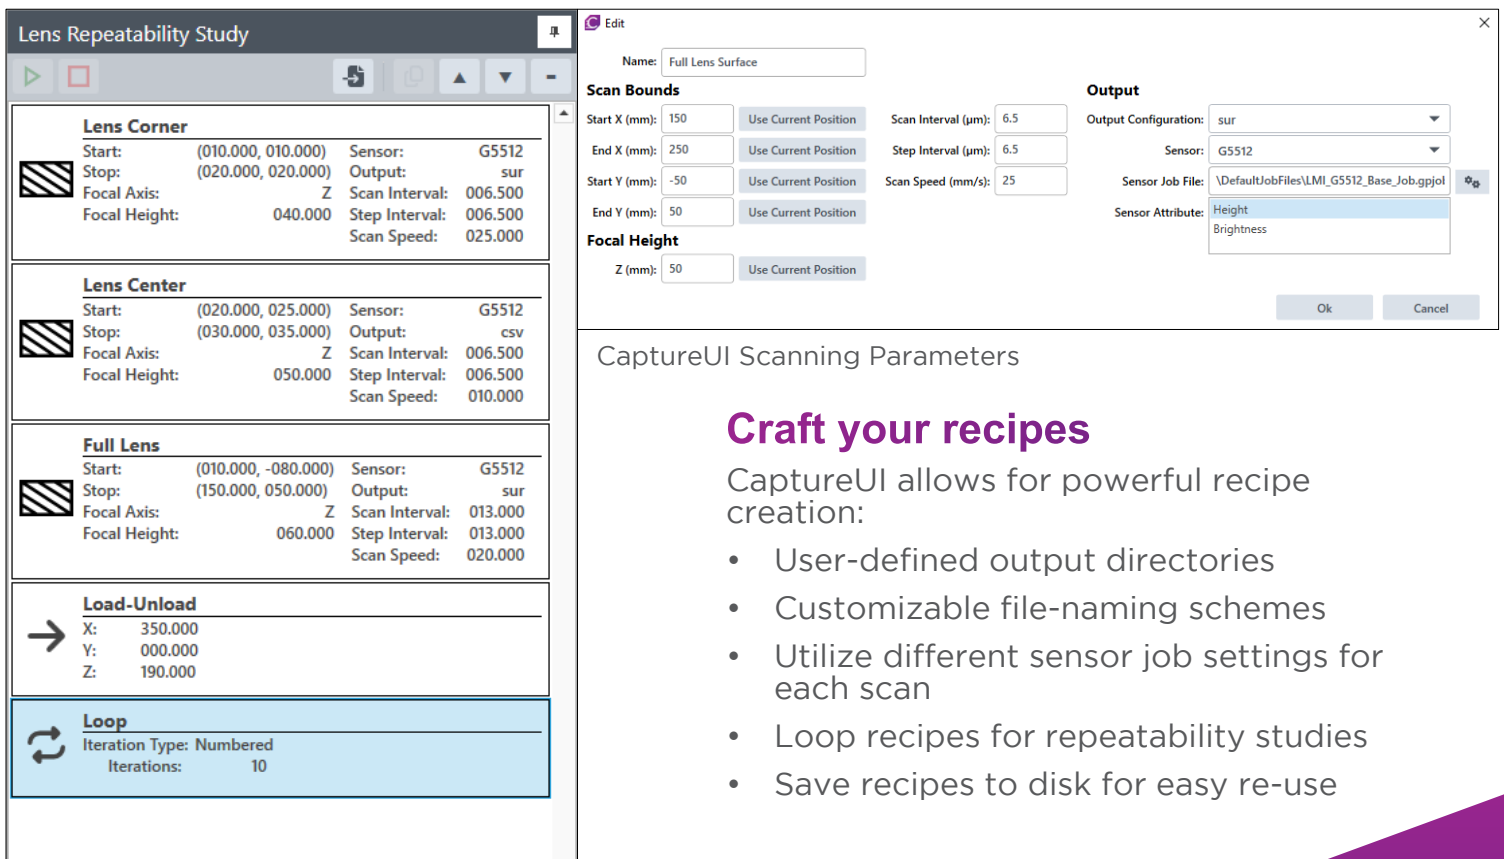 Lens Repeatability Study
Lens Corner
Start: (010.000, 010.000) Sensor: G5512
Stop: (020.000, 020.000) Output: sur
Focal Axis: Z Scan Interval: 006.500
Focal Height: 040.000 Step Interval: 006.500
Scan Speed: 025.000
Lens Center
Start: (020.000, 025.000) Sensor: G5512
Stop: (030.000, 035.000) Output: csv
Focal Axis: Z Scan Interval: 006.500
Focal Height: 050.000 Step Interval: 006.500
Scan Speed: 010.000
Full Lens
Start: (010.000, -080.000) Sensor: G5512
Stop: (150.000, 050.000) Output: sur
Focal Axis: Z Scan Interval: 013.000
Focal Height: 060.000 Step Interval: 013.000
Scan Speed: 020.000
Load-Unload
X: 350.000
Y: 000.000
Z: 190.000
Loop
Iteration Type: Numbered
Iterations: 10
Edit
Name: Full Lens Surface
Scan Bounds
Output
Start X (mm): 150 Use Current Position Scan Interval (µm): 6.5 Output Configuration: sur
End X (mm): 250 Use Current Position Step Interval (µm): 6.5 Sensor: G5512
Start Y (mm): -50 Use Current Position Scan Speed (mm/s): 25 Sensor Job File: \DefaultJobFiles\LMI_G5512_Base_Job.gpjol
End Y (mm): 50 Use Current Position Sensor Attribute: Height
Brightness
Focal Height
Z (mm): 50 Use Current Position
Ok Cancel
CaptureUI Scanning Parameters
Craft your recipes
CaptureUI allows for powerful recipe
creation:
• User-defined output directories
• Customizable file-naming schemes
• Utilize different sensor job settings for
each scan
• Loop recipes for repeatability studies
• Save recipes to disk for easy re-use